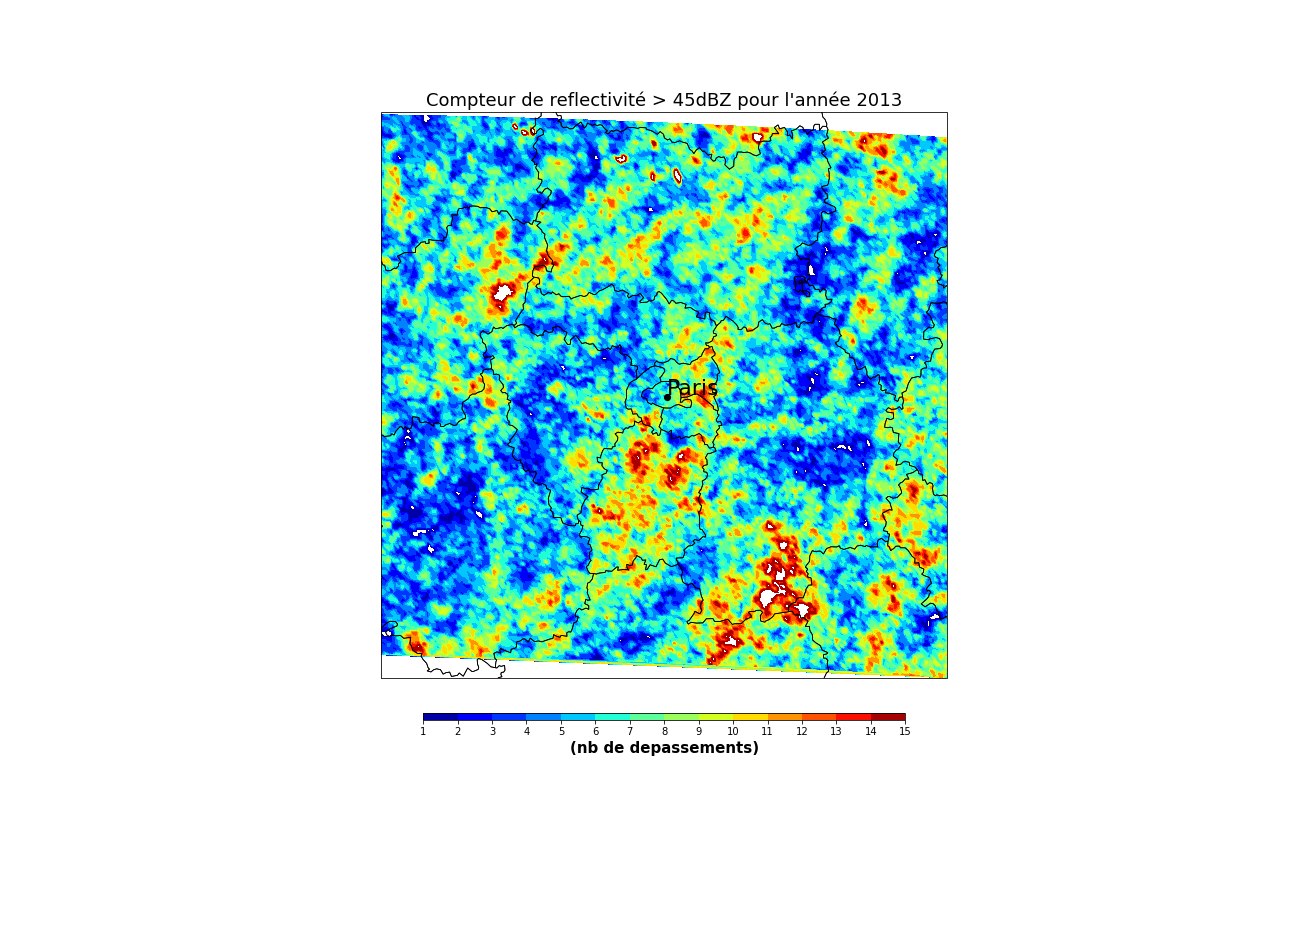 Compteur de reflectivité > 45dBZ pour l'année 2013
Paris
1 2 3 4 5 6 7 8 9 10 11 12 13 14 15
(nb de depassements)